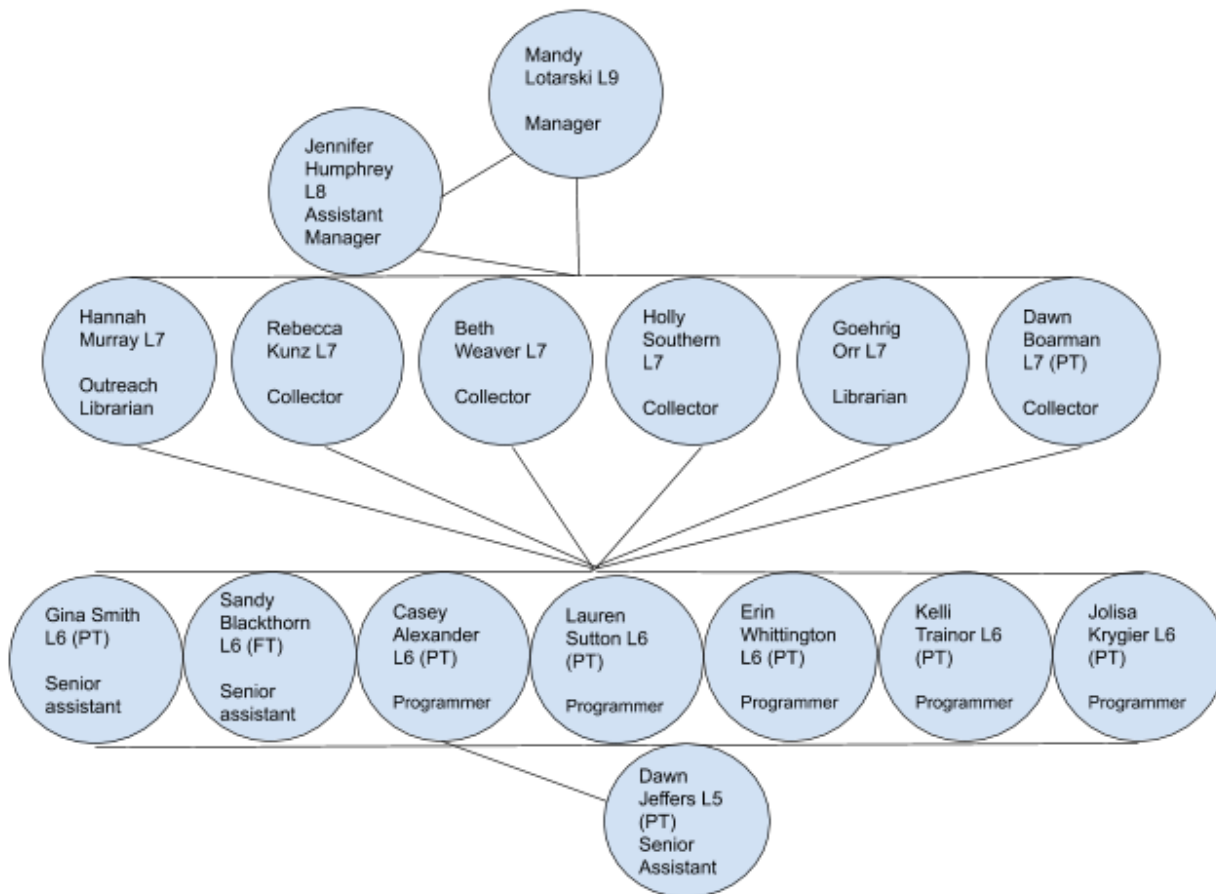 Mandy
Lotarski L9
Manager
Jennifer
Humphrey
L8
Assistant
Manager
Hannah
Murray L7
Outreach
Librarian
Rebecca
Kunz L7
Collector
Beth
Weaver L7
Collector
Holly
Southern
L7
Collector
Goehrig
Orr L7
Librarian
Dawn
Boarman
L7 (PT)
Collector
Gina Smith
L6 (PT)
Senior
assistant
Sandy
Blackthorn
L6 (FT)
Senior
assistant
Casey
Alexander
L6 (PT)
Programmer
Lauren
Sutton L6
(PT)
Programmer
Erin
Whittington
L6 (PT)
Programmer
Kelli
Trainor L6
(PT)
Programmer
Jolisa
Krygier L6
(PT)
Programmer
Dawn
Jeffers L5
(PT)
Senior
Assistant